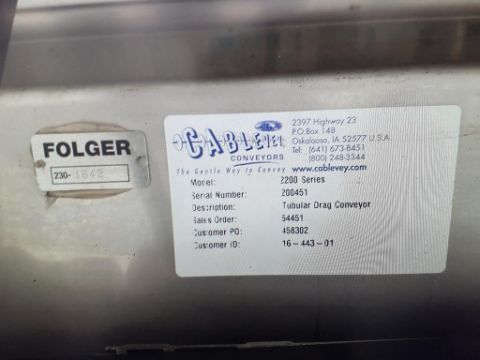 FOLGER
230-1642
CABLEVEY
CONVEYORS
The Gentle Way to Convey
2397 Highway 23
P.O.Box 148
Oskaloosa, IA 52577 U.S.A.
Tel: (641) 673-8451
(800) 248-3344
www.cablevey.com
Model: 2200 Series
Serial Number: 200451
Description: Tubular Drag Conveyor
Sales Order: 54451
Customer PO: 458302
Customer ID: 16-443-01